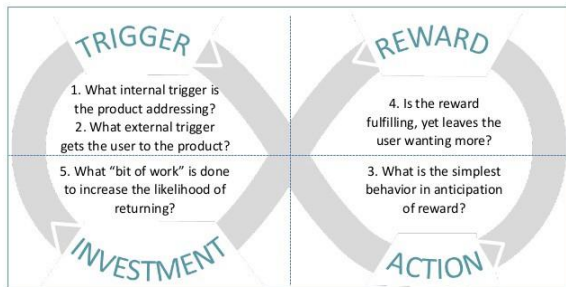 TRIGGER
1. What internal trigger is
the product addressing?
2. What external trigger
gets the user to the product?
REWARD
4. Is the reward
fulfilling, yet leaves the
user wanting more?
5. What “bit of work” is done
to increase the likelihood of
returning?
INVESTMENT
3. What is the simplest
behavior in anticipation
of reward?
ACTION